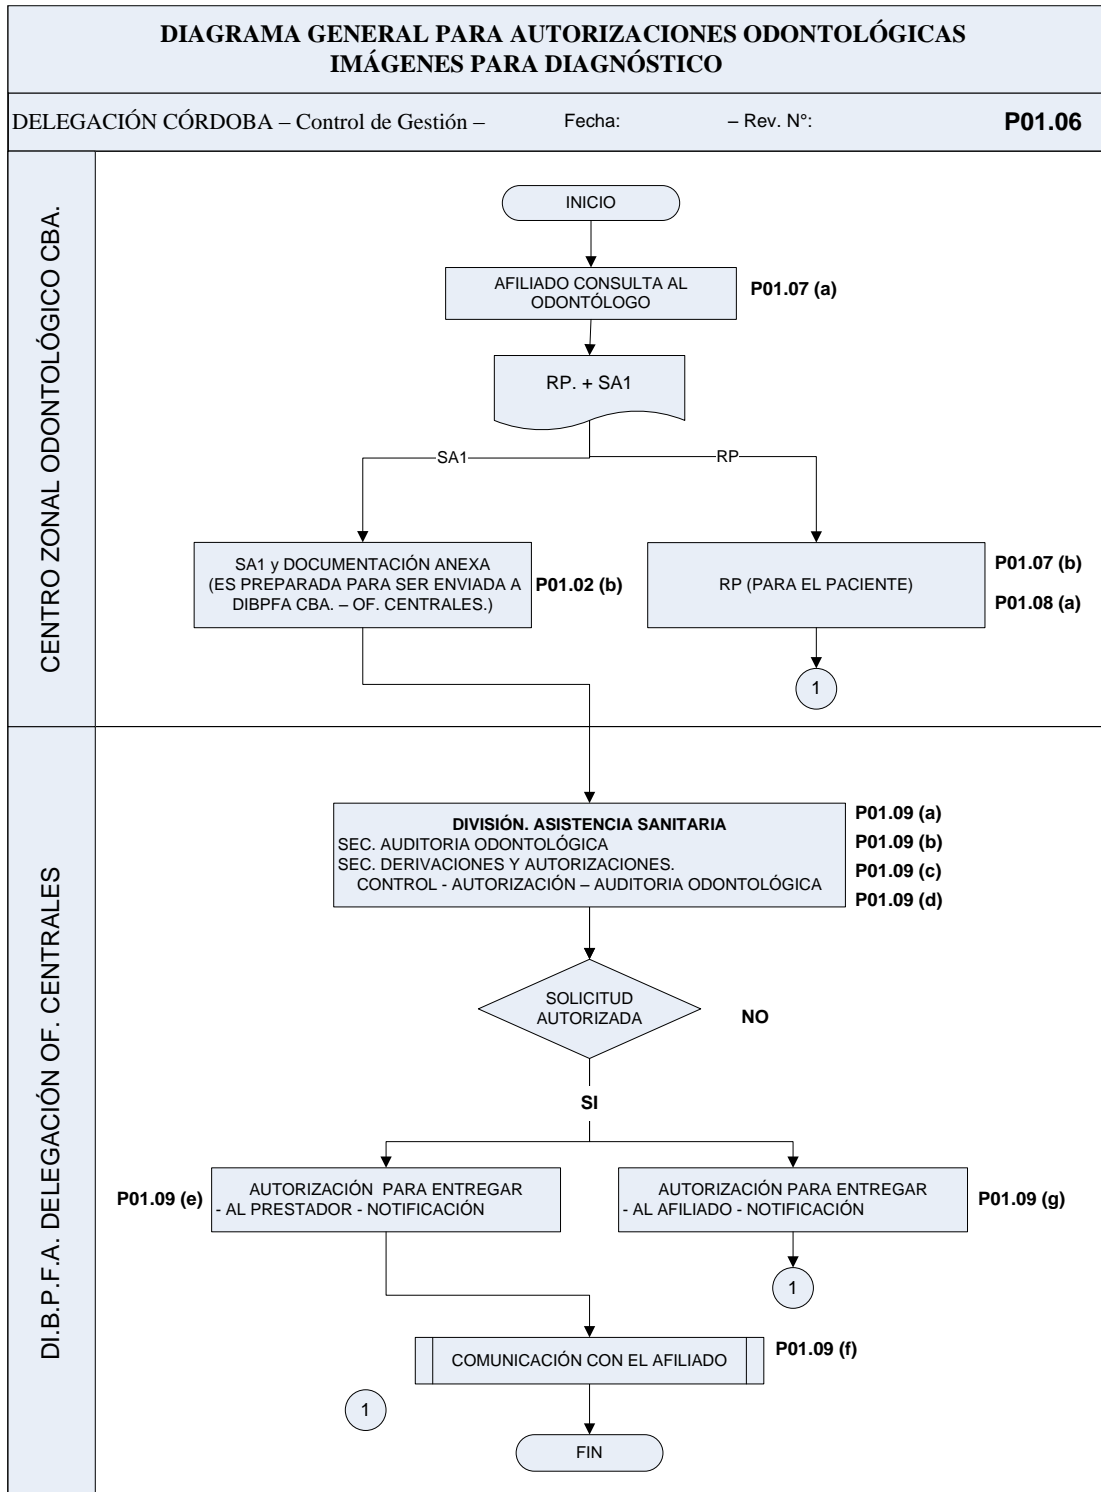 DIAGRAMA GENERAL PARA AUTORIZACIONES ODONTOLÓGICAS
IMÁGENES PARA DIAGNÓSTICO
DELEGACIÓN CÓRDOBA – Control de Gestión – Fecha: – Rev. N°: P01.06
CENTRO ZONAL ODONTOLÓGICO CBA.
INICIO
AFILIADO CONSULTA AL
ODONTÓLOGO
P01.07 (a)
RP. + SA1
SA1
RP
SA1 y DOCUMENTACIÓN ANEXA
(ES PREPARADA PARA SER ENVIADA A
DIBPFA CBA. – OF. CENTRALES.)
P01.02 (b)
RP (PARA EL PACIENTE)
P01.07 (b)
P01.08 (a)
1
DI.B.P.F.A. DELEGACIÓN OF. CENTRALES
DIVISIÓN. ASISTENCIA SANITARIA
SEC. AUDITORIA ODONTOLÓGICA
SEC. DERIVACIONES Y AUTORIZACIONES.
CONTROL - AUTORIZACIÓN – AUDITORIA ODONTOLÓGICA
P01.09 (a)
P01.09 (b)
P01.09 (c)
P01.09 (d)
SOLICITUD
AUTORIZADA
NO
SI
P01.09 (e)
AUTORIZACIÓN PARA ENTREGAR
- AL PRESTADOR - NOTIFICACIÓN
AUTORIZACIÓN PARA ENTREGAR
- AL AFILIADO - NOTIFICACIÓN
P01.09 (g)
1
COMUNICACIÓN CON EL AFILIADO
P01.09 (f)
1
FIN